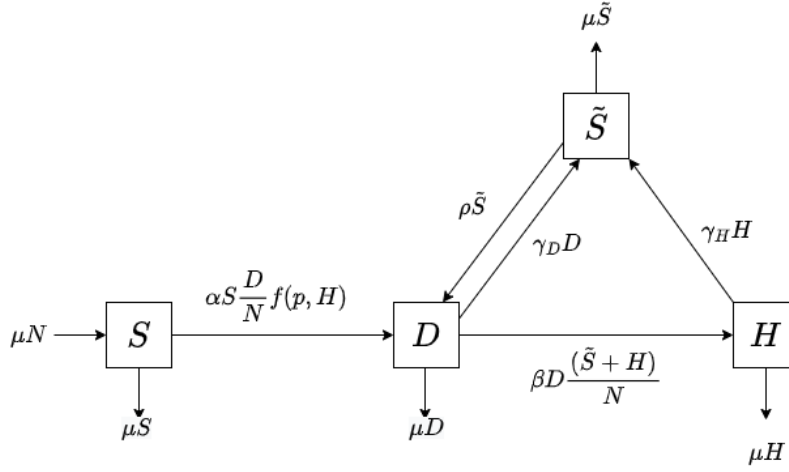 μS̃
S̃
ρS̃
γ_D D
γ_H H
αS D/N f(p, H)
μN
S
D
H
βD (S̃ + H)/N
μS
μD
μH